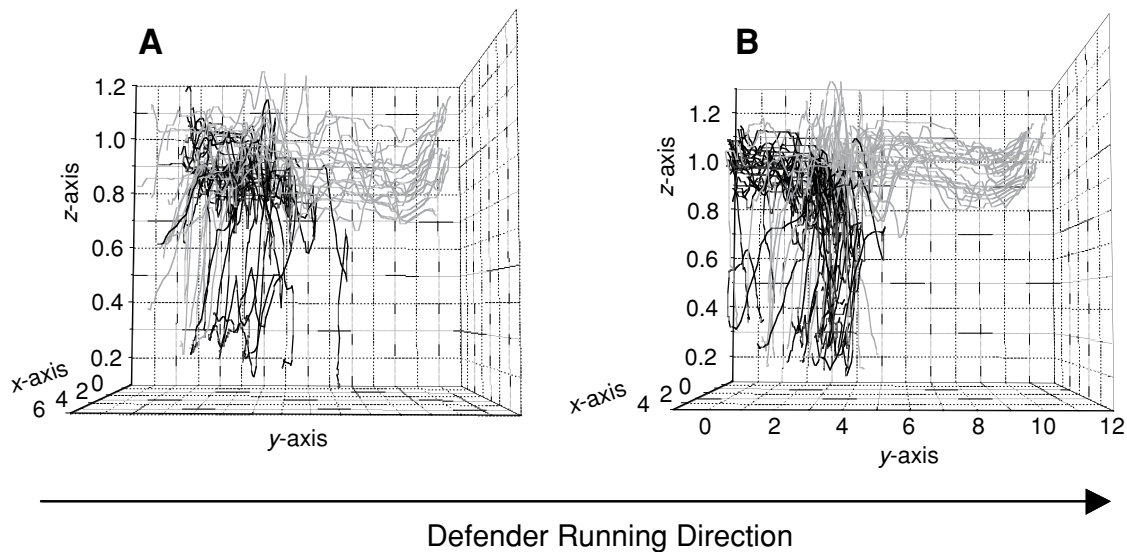 A
z-axis
1.2
1.0
0.8
0.6
0.4
0.2
x-axis
6 4 2 0
y-axis
B
z-axis
1.2
1.0
0.8
0.6
0.4
0.2
x-axis
4 2 0
0 2 4 6 8 10 12
y-axis
Defender Running Direction